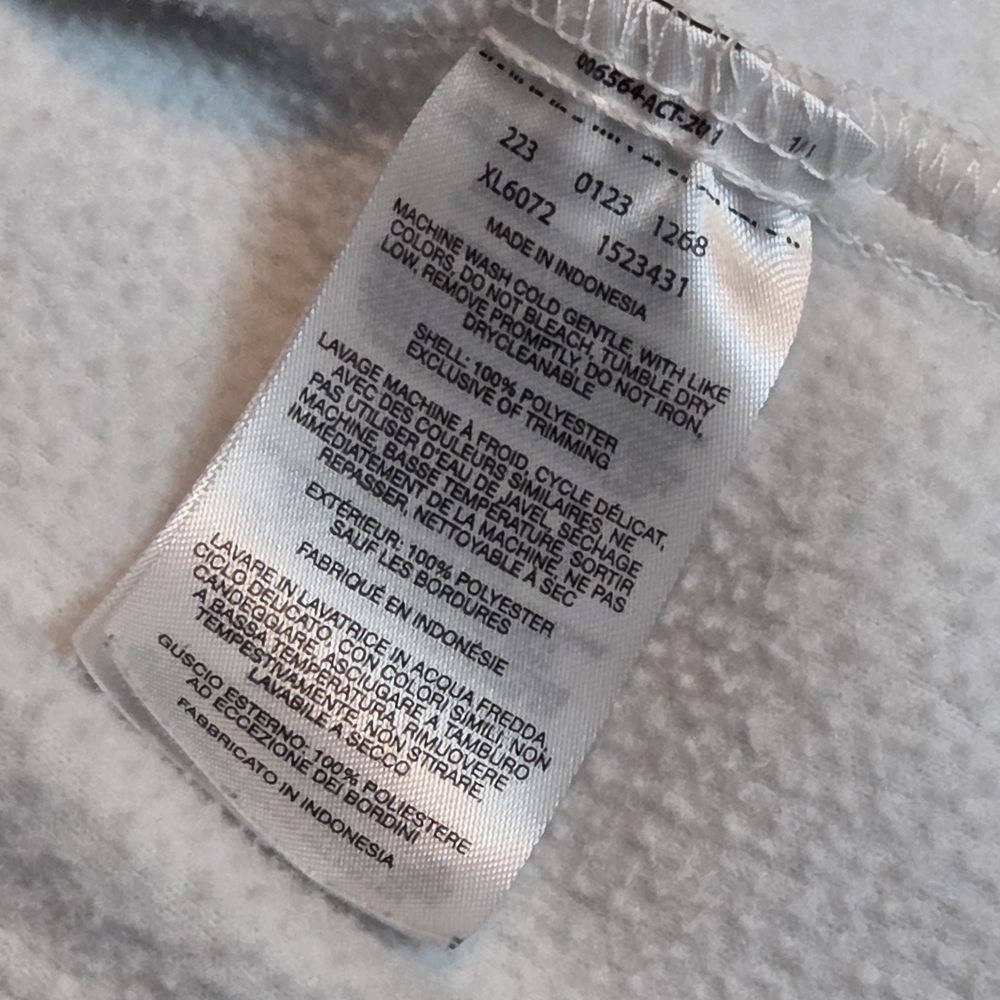 006564-ACT-201 1/1
223 0123 1268
XL6072 1523431
MADE IN INDONESIA
MACHINE WASH COLD GENTLE, WITH LIKE
COLORS, DO NOT BLEACH, TUMBLE DRY
LOW, REMOVE PROMPTLY, DO NOT IRON,
DRYCLEANABLE
SHELL: 100% POLYESTER
EXCLUSIVE OF TRIMMING
LAVAGE MACHINE À FROID, CYCLE DÉLICAT,
AVEC DES COULEURS SIMILAIRES, NE
PAS UTILISER D'EAU DE JAVEL, SÉCHAGE
MACHINE, BASSE TEMPÉRATURE, SORTIR
IMMÉDIATEMENT DE LA MACHINE, NE PAS
REPASSER, NETTOYABLE À SEC
EXTÉRIEUR: 100% POLYESTER
SAUF LES BORDURES
FABRIQUÉ EN INDONÉSIE
LAVARE IN LAVATRICE IN ACQUA FREDDA,
CICLO DELICATO, CON COLORI SIMILI, NON
CANDEGGIARE, ASCIUGARE A TAMBURO
A BASSA TEMPERATURA, RIMUOVERE
TEMPESTIVAMENTE, NON STIRARE,
LAVABILE A SECCO
GUSCIO ESTERNO: 100% POLIESTERE
AD ECCEZIONE DEI BORDINI
FABBRICATO IN INDONESIA